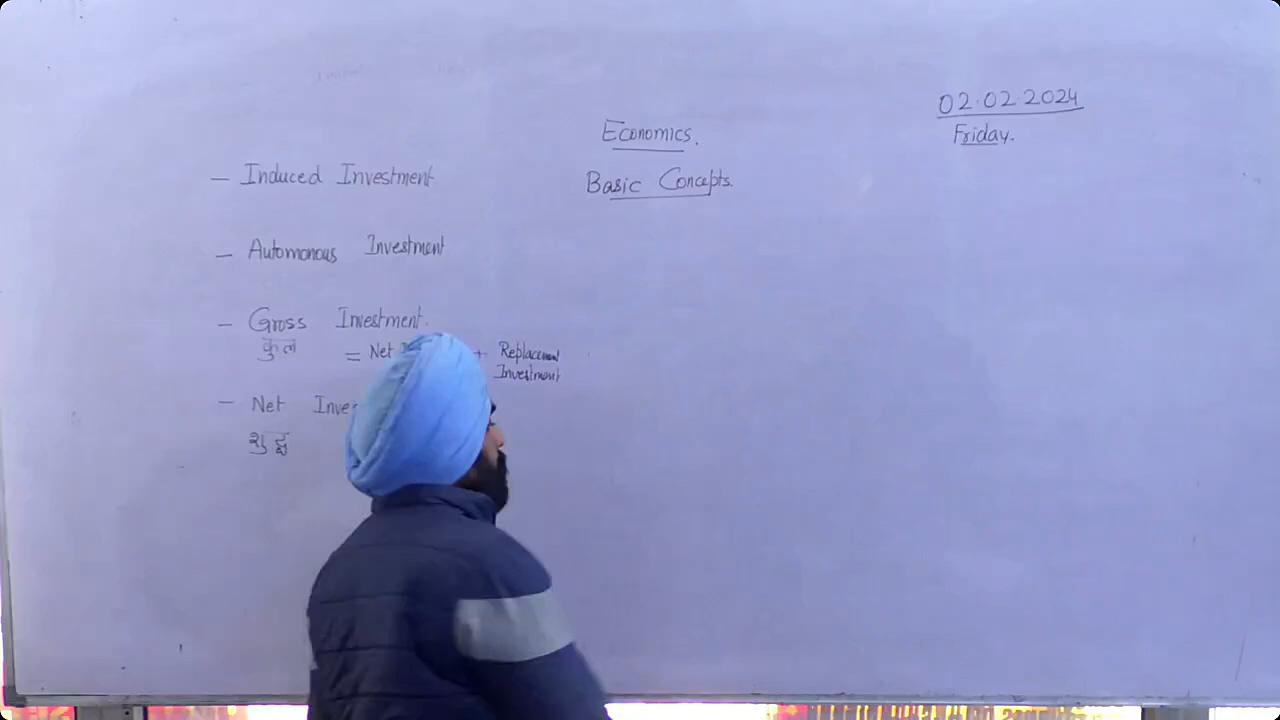 02.02.2024
Friday.
Economics.
Basic Concepts.
— Induced Investment
— Automonous Investment
— Gross Investment.
कुल
= Net + Replacement
Investment
— Net
शुद्ध